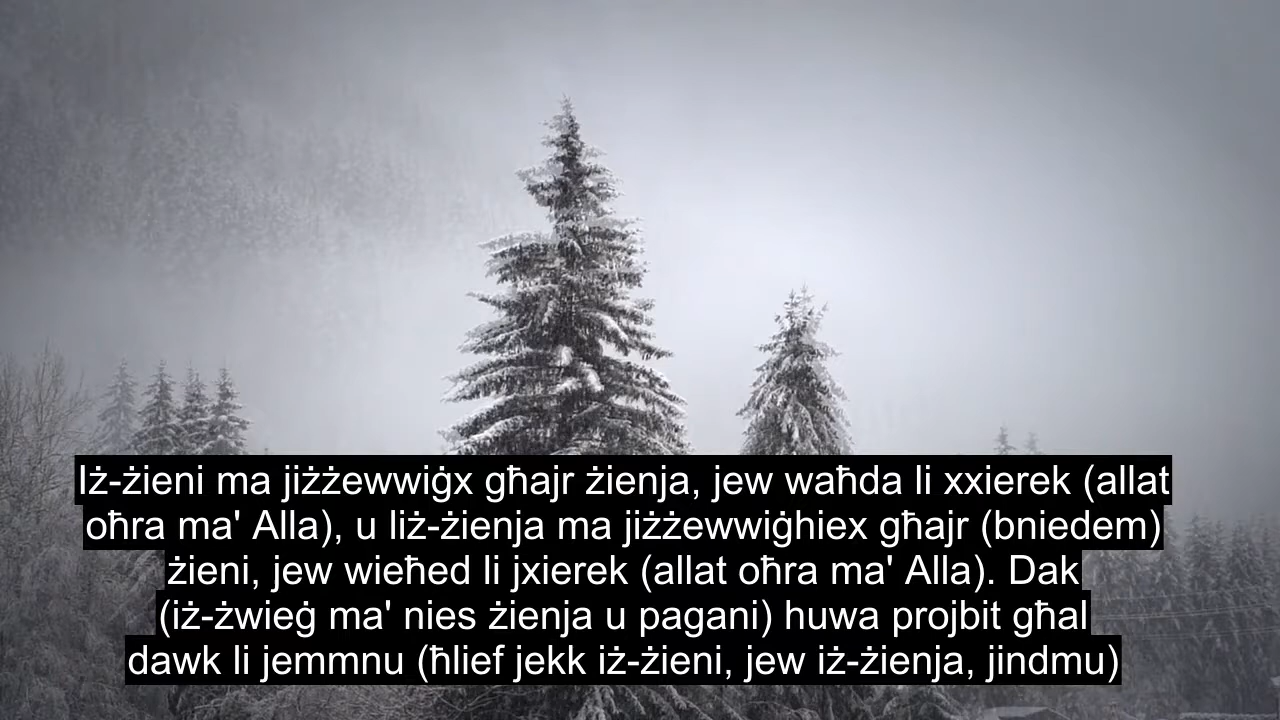 Iż-żieni ma jiżżewwiġx għajr żienja, jew waħda li xxierek (allat
oħra ma' Alla), u liż-żienja ma jiżżewwiġhiex għajr (bniedem)
żieni, jew wieħed li jxierek (allat oħra ma' Alla). Dak
(iż-żwieġ ma' nies żienja u pagani) huwa projbit għal
dawk li jemmnu (ħlief jekk iż-żieni, jew iż-żienja, jindmu)